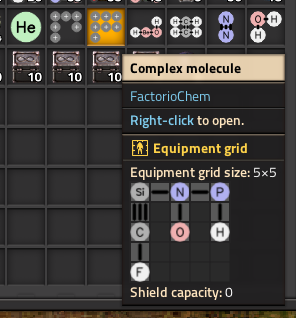 He
H
O
H
N
N
O
H
H
10
10
10
10
Complex molecule
FactorioChem
Right-click to open.
Equipment grid
Equipment grid size: 5×5
Si
N
P
C
O
H
F
Shield capacity: 0